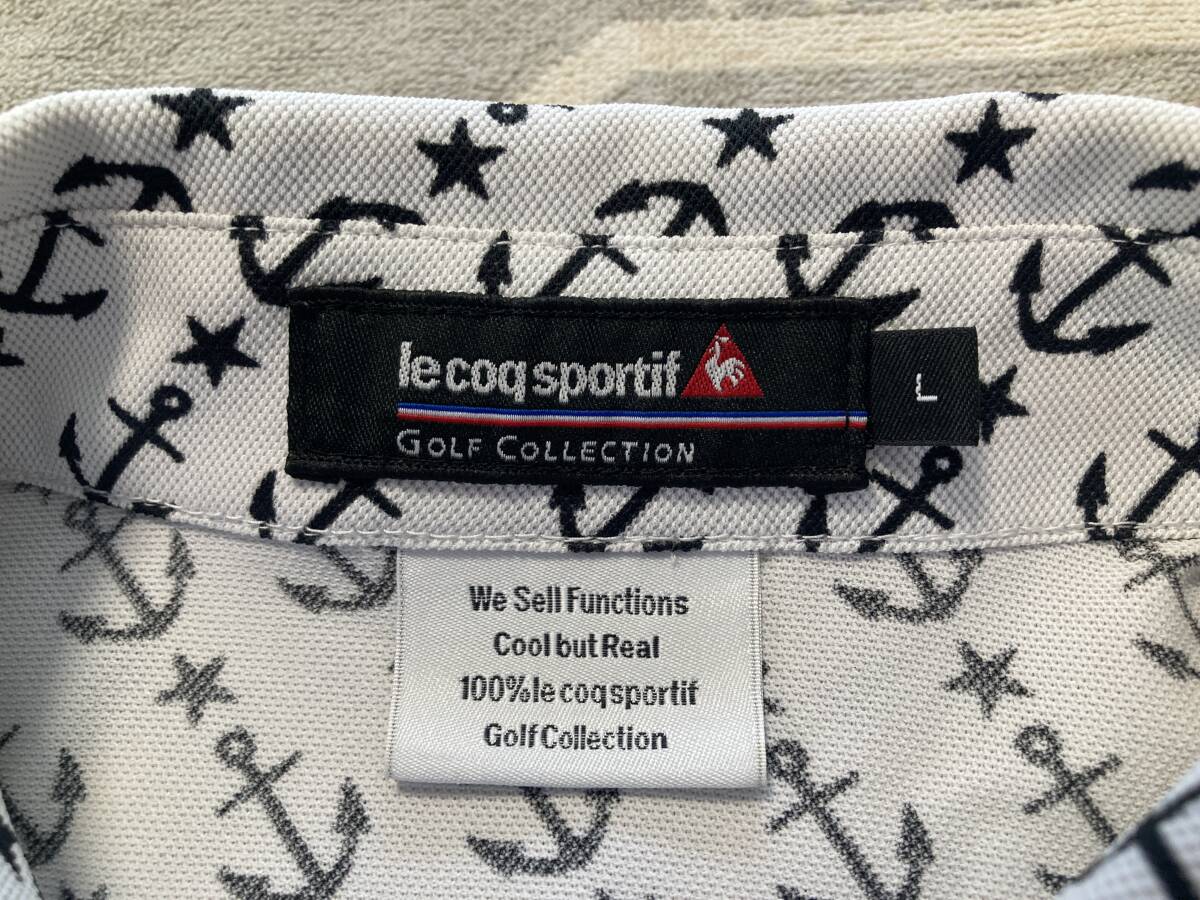 le coq sportif
GOLF COLLECTION
L
We Sell Functions
Cool but Real
100% le coq sportif
Golf Collection